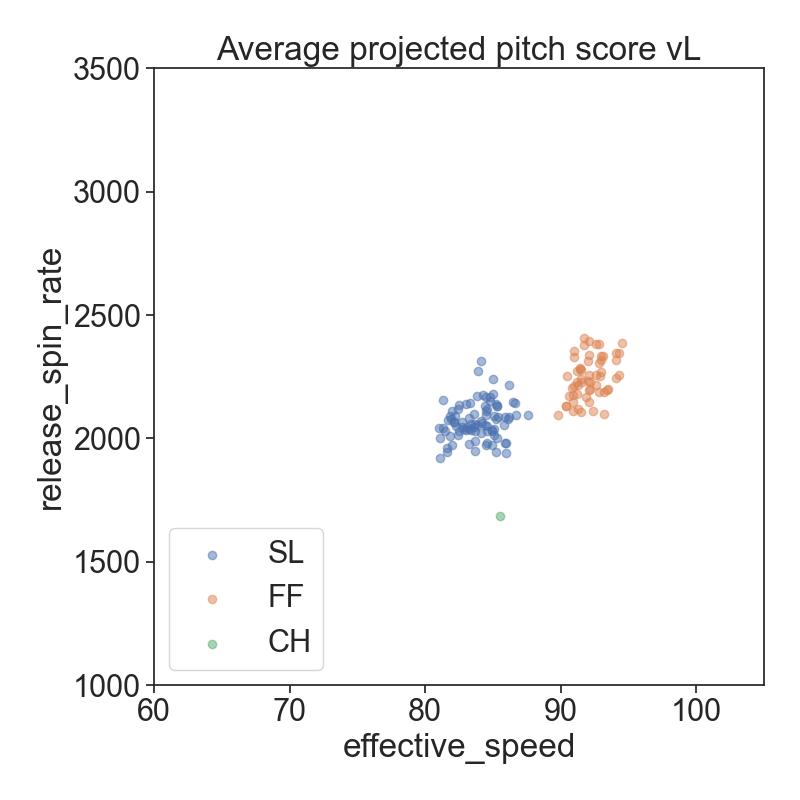 Average projected pitch score vL
3500
3000
2500
2000
1500
1000
release_spin_rate
SL
FF
CH
60
70
80
90
100
effective_speed